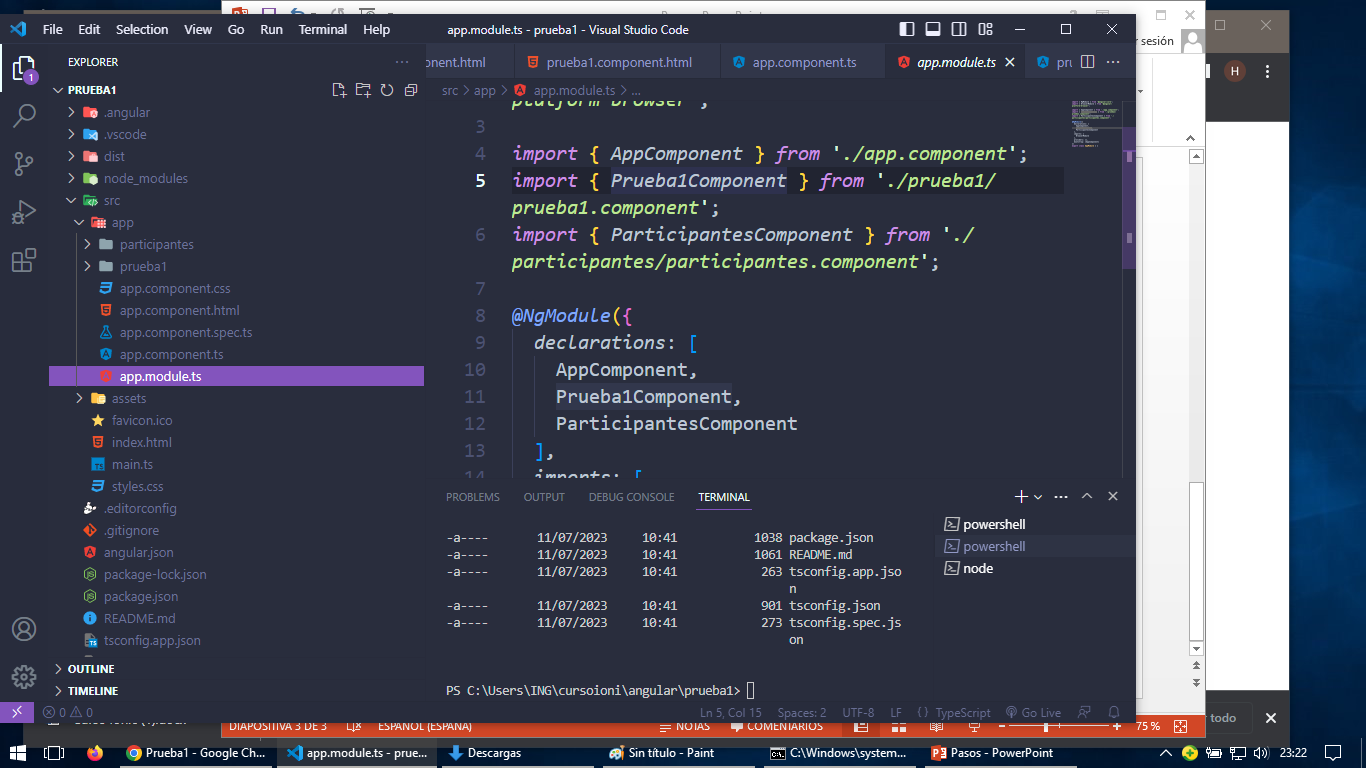 File Edit Selection View Go Run Terminal Help
app.module.ts - prueba1 - Visual Studio Code
sesión
H
EXPLORER
PRUEBA1
.angular
.vscode
dist
node_modules
src
app
participantes
prueba1
app.component.css
app.component.html
app.component.spec.ts
app.component.ts
app.module.ts
assets
favicon.ico
index.html
main.ts
styles.css
.editorconfig
.gitignore
angular.json
package-lock.json
package.json
README.md
tsconfig.app.json
OUTLINE
TIMELINE
1
onent.html prueba1.component.html app.component.ts app.module.ts pru
src > app > app.module.ts > ...
platform-browser';
3
4 import { AppComponent } from './app.component';
5 import { Prueba1Component } from './prueba1/
prueba1.component';
6 import { ParticipantesComponent } from './
participantes/participantes.component';
7
8 @NgModule({
9 declarations: [
10 AppComponent,
11 Prueba1Component,
12 ParticipantesComponent
13 ],
14 imports: [
PROBLEMS OUTPUT DEBUG CONSOLE TERMINAL
-a---- 11/07/2023 10:41 1038 package.json
-a---- 11/07/2023 10:41 1061 README.md
-a---- 11/07/2023 10:41 263 tsconfig.app.jso
n
-a---- 11/07/2023 10:41 901 tsconfig.json
-a---- 11/07/2023 10:41 273 tsconfig.spec.js
on
PS C:\Users\ING\cursoioni\angular\prueba1>
powershell
powershell
node
0 0 Ln 5, Col 15 Spaces: 2 UTF-8 LF {} TypeScript Go Live
DIAPOSITIVA 3 DE 3 ESPAÑOL (ESPAÑA) NOTAS COMENTARIOS 75 %
todo
Prueba1 - Google Ch... app.module.ts - prue... Descargas Sin título - Paint C:\Windows\system... Pasos - PowerPoint 23:22